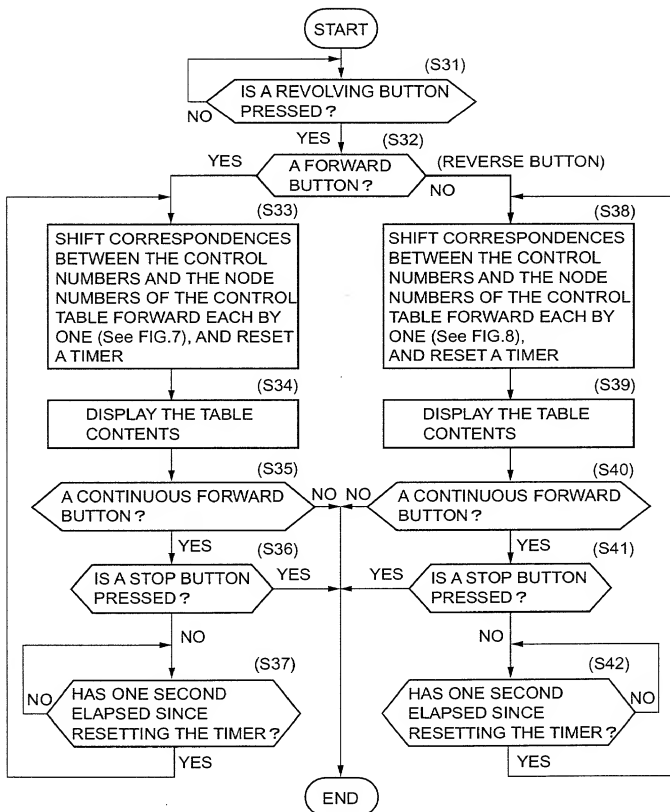 START
(S31)
IS A REVOLVING BUTTON
PRESSED ?
NO
YES
(S32)
YES
A FORWARD
BUTTON ?
(REVERSE BUTTON)
NO
(S33)
SHIFT CORRESPONDENCES
BETWEEN THE CONTROL
NUMBERS AND THE NODE
NUMBERS OF THE CONTROL
TABLE FORWARD EACH BY
ONE (See FIG.7), AND RESET
A TIMER
(S38)
SHIFT CORRESPONDENCES
BETWEEN THE CONTROL
NUMBERS AND THE NODE
NUMBERS OF THE CONTROL
TABLE FORWARD EACH BY
ONE (See FIG.8),
AND RESET A TIMER
(S34)
DISPLAY THE TABLE
CONTENTS
(S39)
DISPLAY THE TABLE
CONTENTS
(S35)
A CONTINUOUS FORWARD
BUTTON ?
NO
YES
(S40)
NO
A CONTINUOUS FORWARD
BUTTON ?
YES
(S36)
IS A STOP BUTTON
PRESSED ?
YES
NO
(S41)
YES
IS A STOP BUTTON
PRESSED ?
NO
(S37)
NO
HAS ONE SECOND
ELAPSED SINCE
RESETTING THE TIMER ?
YES
(S42)
HAS ONE SECOND
ELAPSED SINCE
RESETTING THE TIMER ?
NO
YES
END